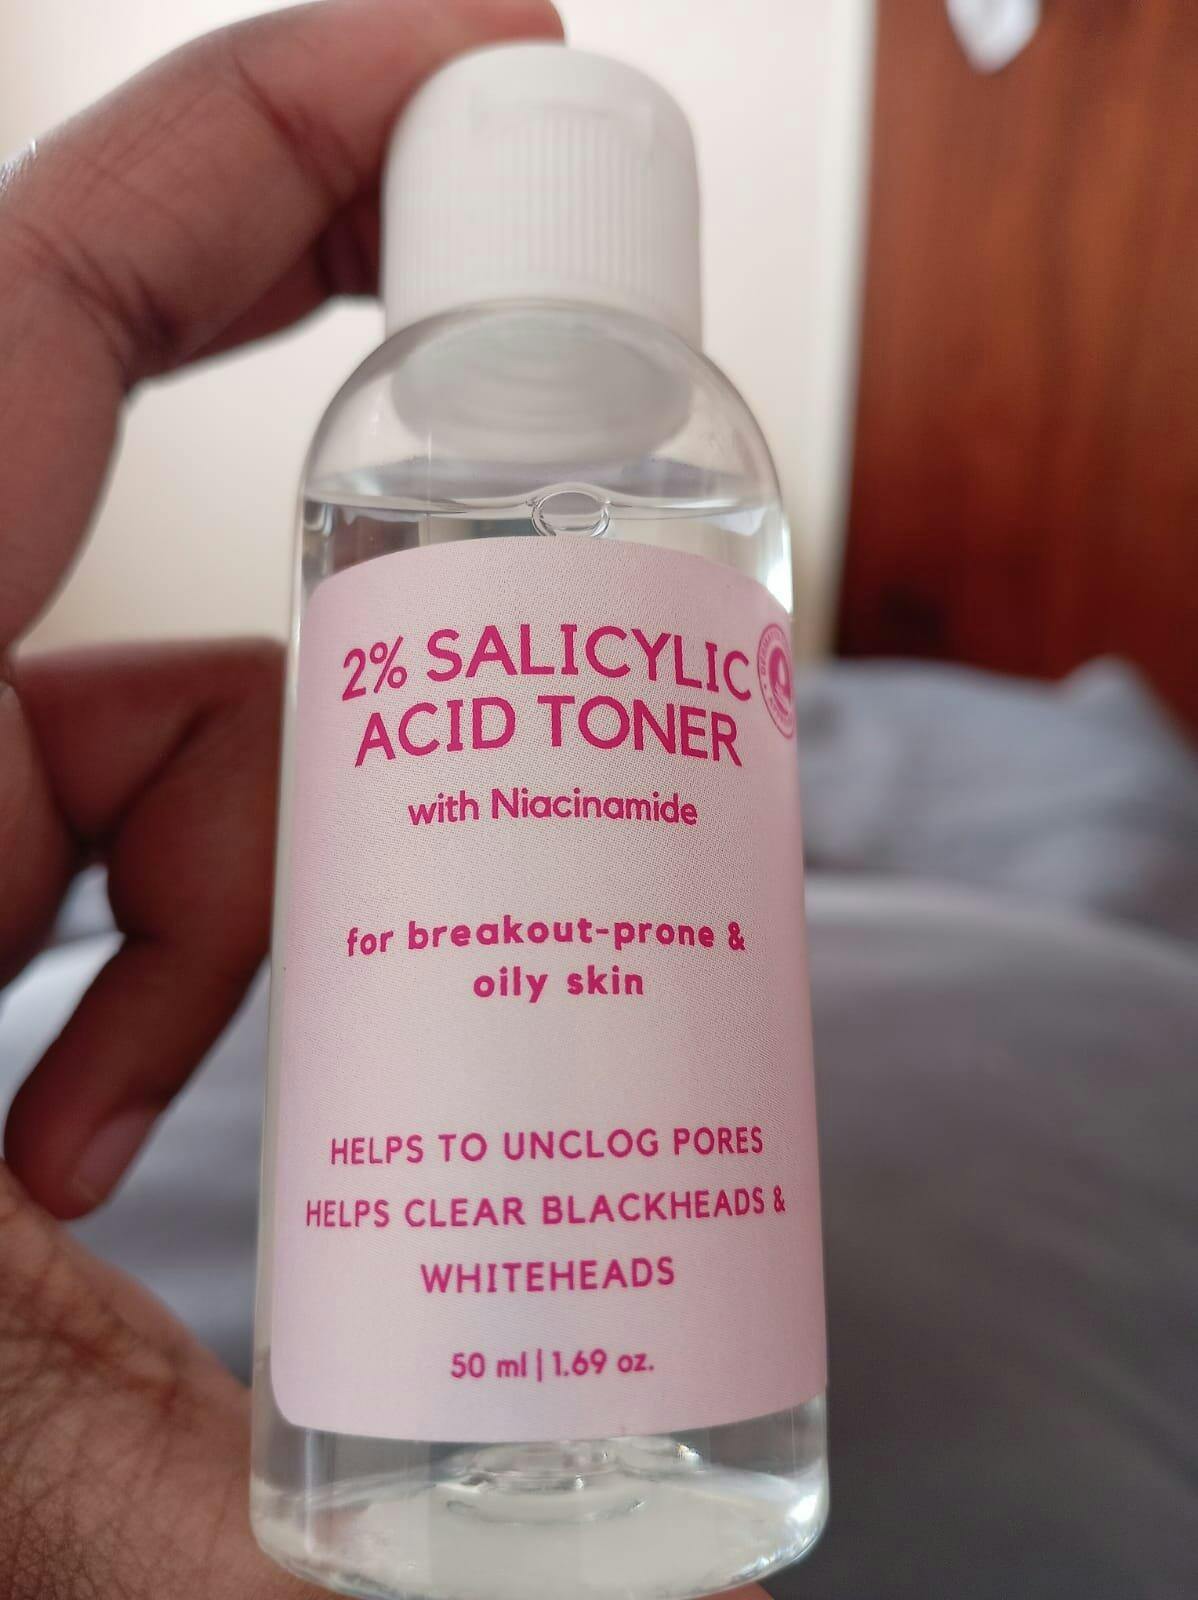 2% SALICYLIC
ACID TONER
with Niacinamide
for breakout-prone &
oily skin
HELPS TO UNCLOG PORES
HELPS CLEAR BLACKHEADS &
WHITEHEADS
50 ml | 1.69 oz.